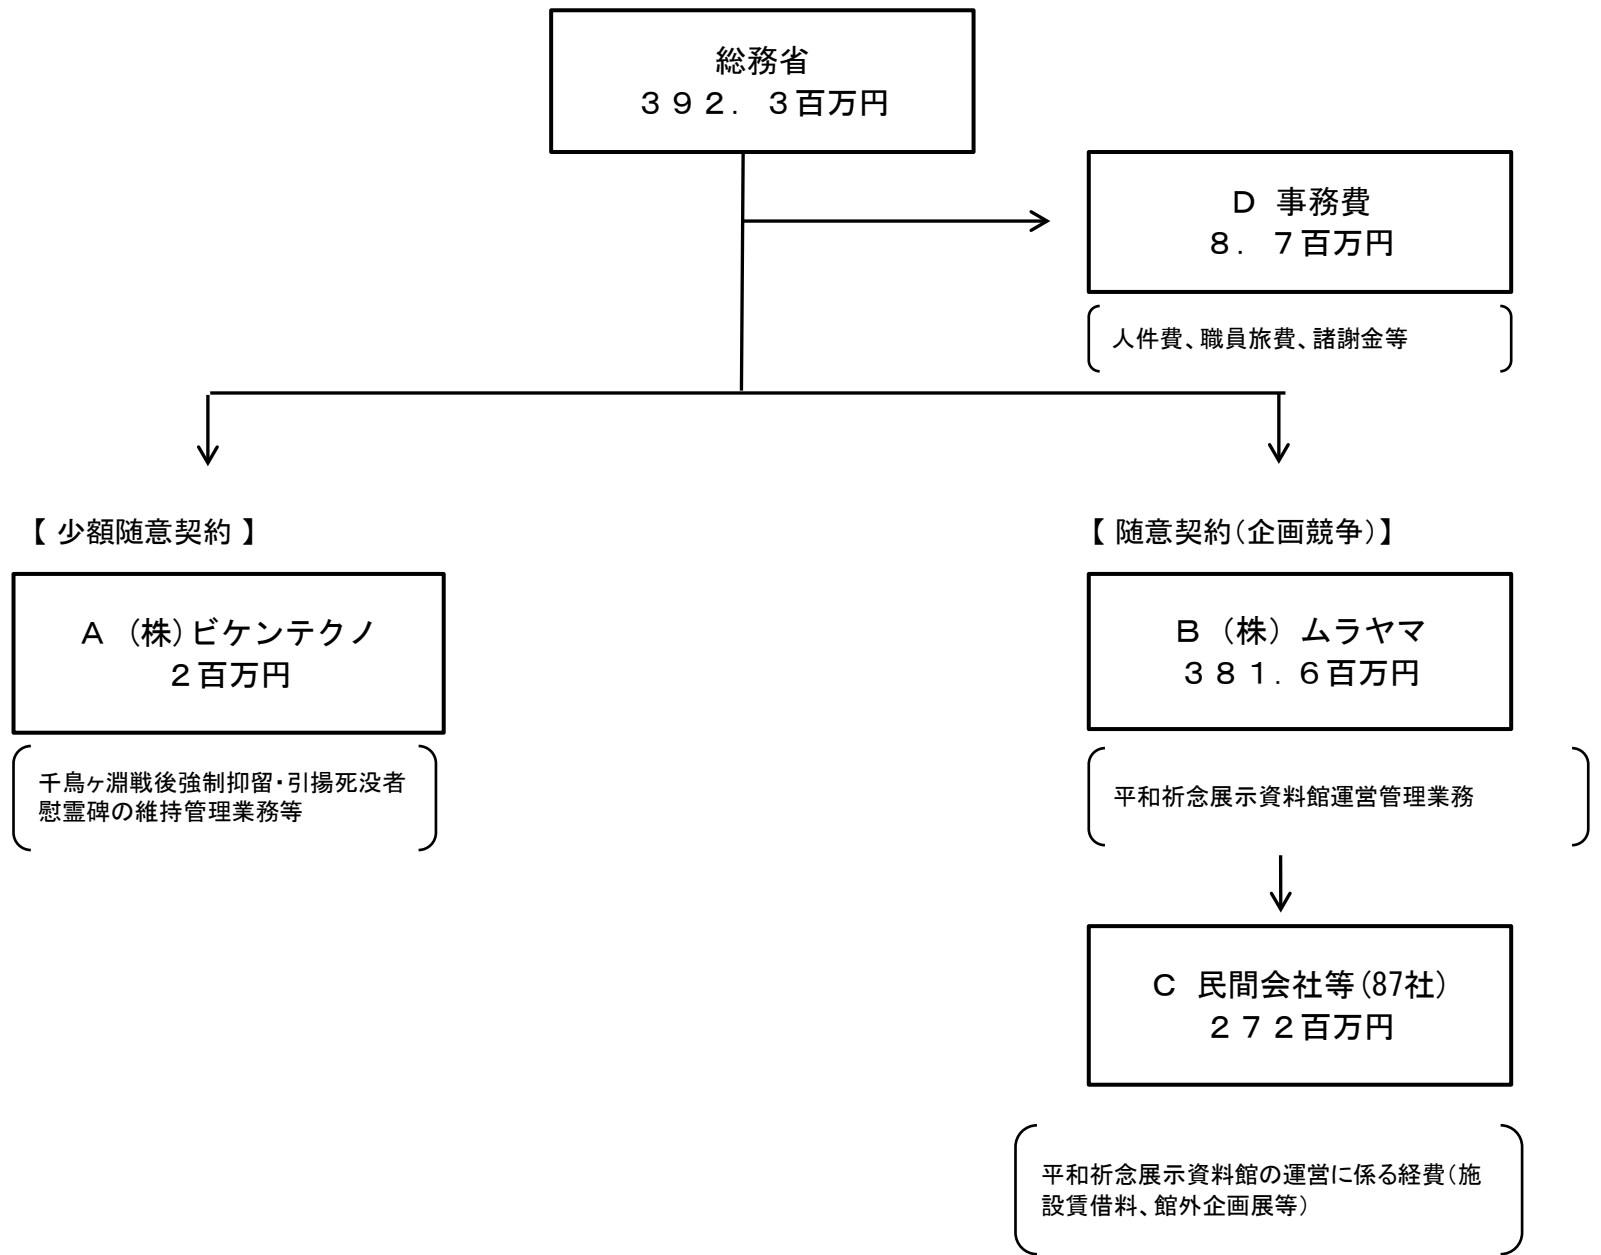 総務省
３９２．３百万円
Ｄ 事務費
８．７百万円
人件費、職員旅費、諸謝金等
【 少額随意契約 】
Ａ （株）ビケンテクノ
２百万円
千鳥ヶ淵戦後強制抑留・引揚死没者
慰霊碑の維持管理業務等
【 随意契約（企画競争）】
Ｂ （株） ムラヤマ
３８１．６百万円
平和祈念展示資料館運営管理業務
Ｃ 民間会社等（87社）
２７２百万円
平和祈念展示資料館の運営に係る経費（施
設賃借料、館外企画展等）